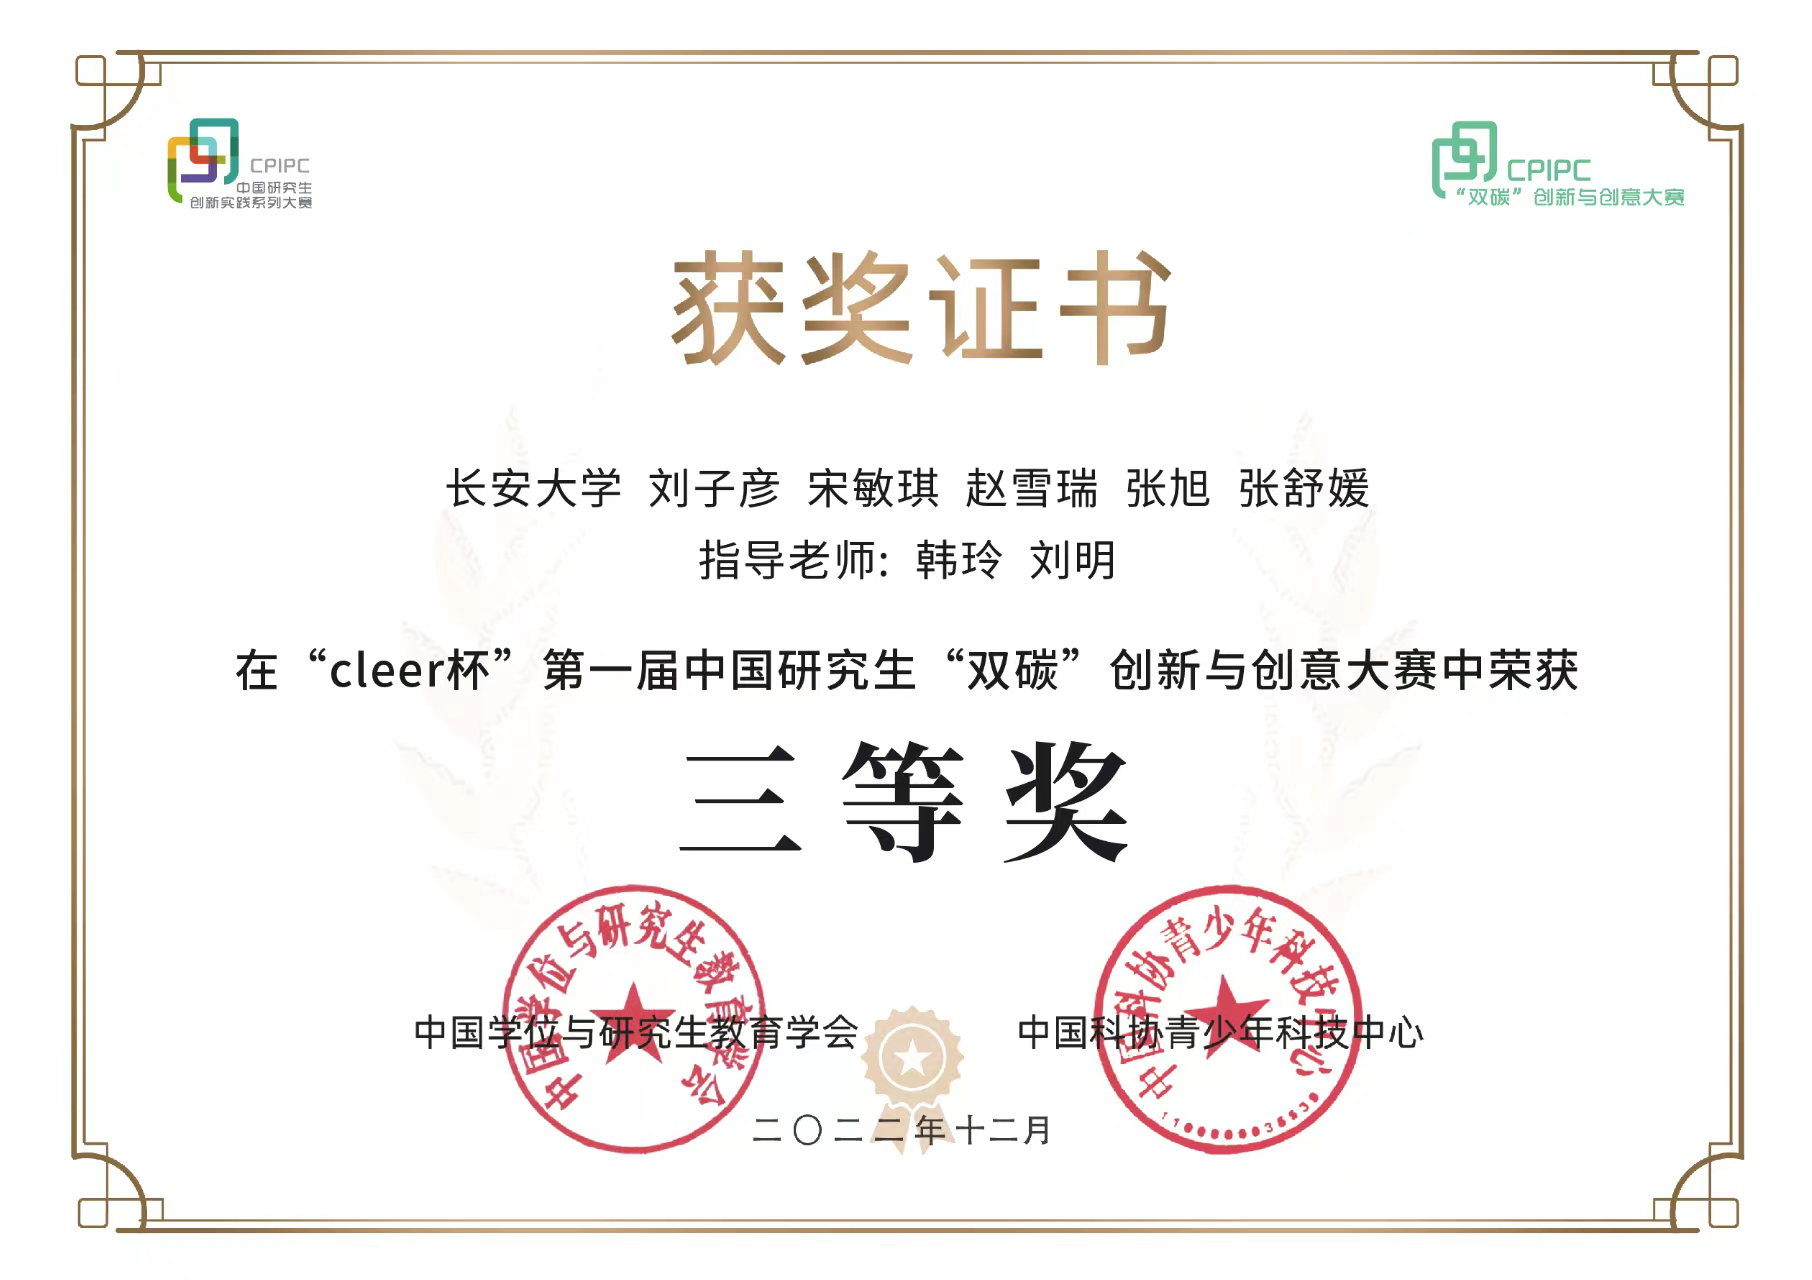 CPIPC
中国研究生
创新实践系列大赛
CPIPC
“双碳”创新与创意大赛
获奖证书
长安大学 刘子彦 宋敏琪 赵雪瑞 张旭 张舒媛
指导老师: 韩玲 刘明
在“cleer杯”第一届中国研究生“双碳”创新与创意大赛中荣获
三等奖
中国学位与研究生教育学会
中国科协青少年科技中心
中国学位与研究生教育学会
中国科协青少年科技中心
二〇二二年十二月